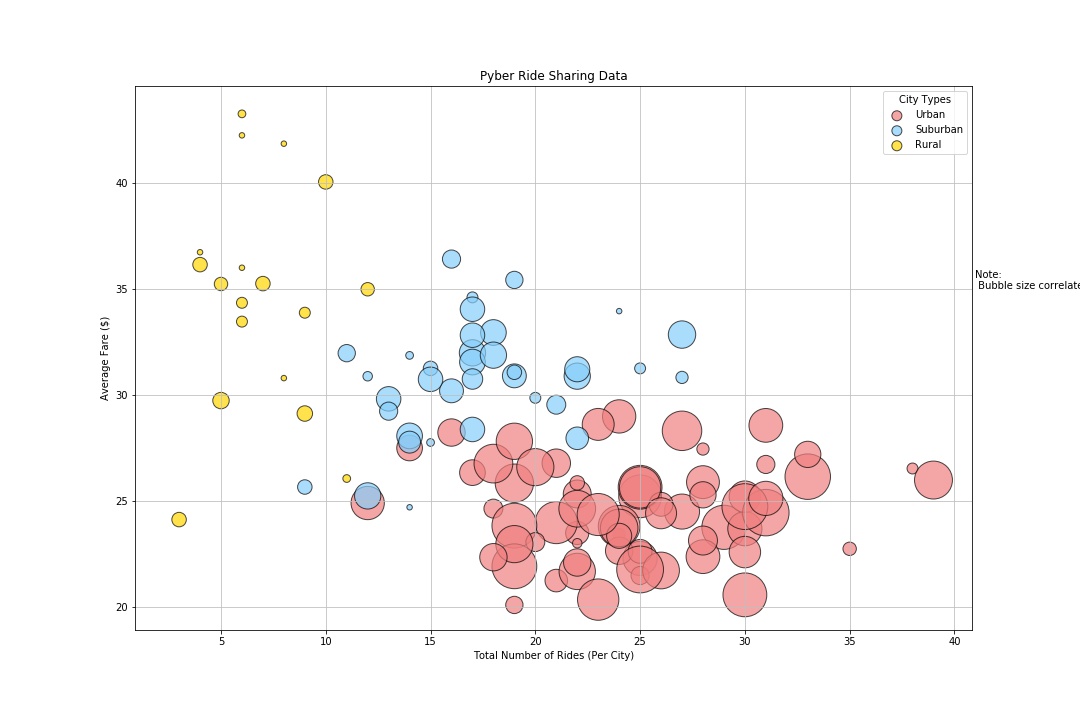 Pyber Ride Sharing Data
City Types
Urban
Suburban
Rural
40
35
30
25
20
Average Fare ($)
Note:
Bubble size correlate
5
10
15
20
25
30
35
40
Total Number of Rides (Per City)